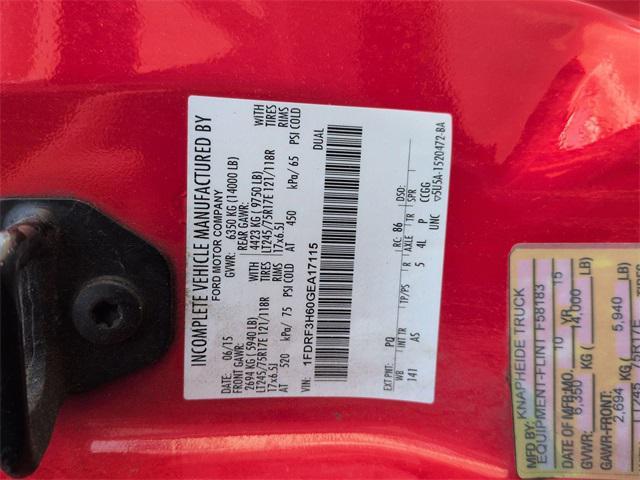 INCOMPLETE VEHICLE MANUFACTURED BY
FORD MOTOR COMPANY
DATE: 06/15 GVWR: 6350 KG (14000 LB)
FRONT GAWR: REAR GAWR: WITH
2694 KG (5940 LB) 4423 KG (9750 LB) TIRES
LT245/75R17E 121/118R LT245/75R17E 121/118R RIMS
17x6.5J 17x6.5J
AT 520 kPa/ 75 PSI COLD AT 450 kPa/ 65 PSI COLD
VIN: 1FDRF3H60GEA17115 DUAL
EXT PNT: PQ RC: 86 DSO:
WB INT TR TP/PS R AXLE TR SPR
141 AS 5 4L P CCGG
UNC 5U5A-1520472-BA
MFD BY: KNAPHEIDE TRUCK
EQUIPMENT-FLINT F58183
DATE OF MFD:MO. 10 YR. 15
GVWR: 6,350 KG ( 14,000 LB)
GAWR-FRONT:
2,694 KG ( 5,940 LB)